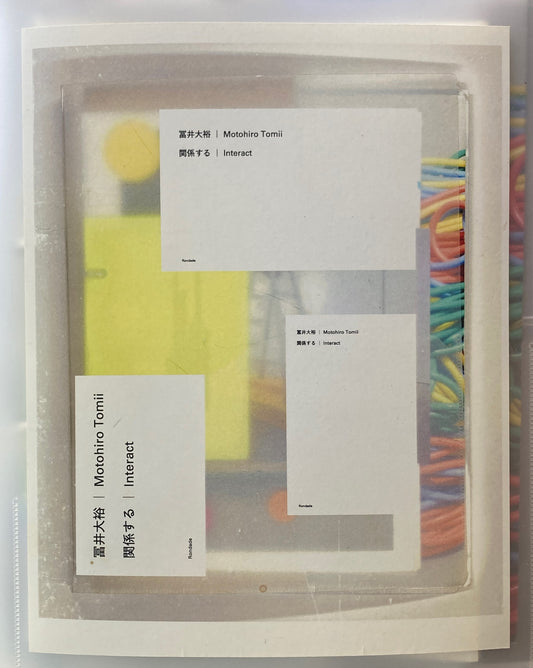 冨井大裕 | Motohiro Tomii
関係する | Interact
Rondade
冨井大裕 | Motohiro Tomii
関係する | Interact
Rondade
冨井大裕 | Motohiro Tomii
関係する | Interact
Rondade